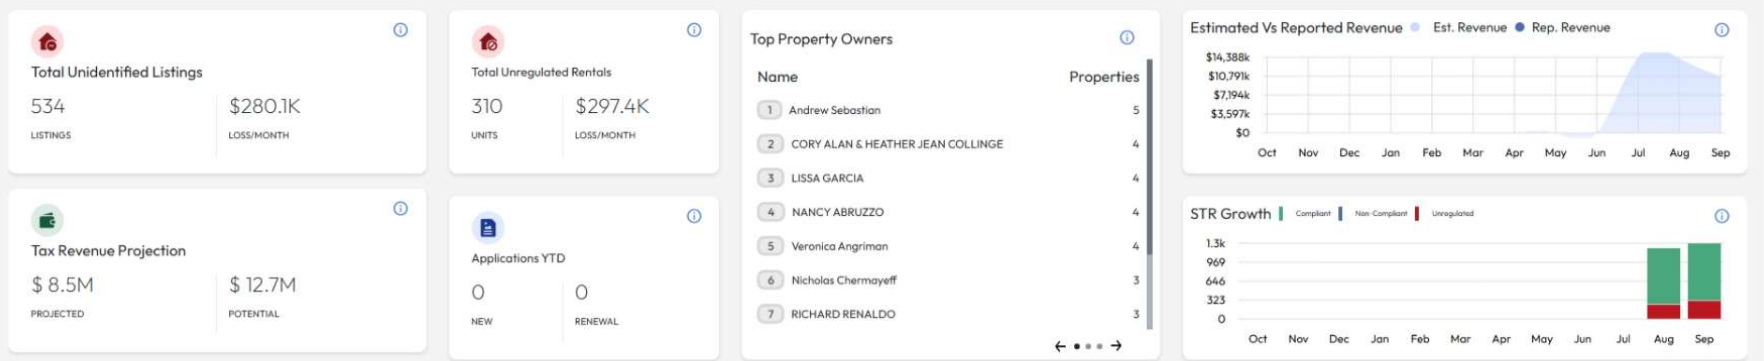 Total Unidentified Listings
534
LISTINGS
$280.1K
LOSS/MONTH
Total Unregulated Rentals
310
UNITS
$297.4K
LOSS/MONTH
Tax Revenue Projection
$ 8.5M
PROJECTED
$ 12.7M
POTENTIAL
Applications YTD
0
NEW
0
RENEWAL
Top Property Owners
Name Properties
1 Andrew Sebastian 5
2 CORY ALAN & HEATHER JEAN COLLINGE 4
3 LISSA GARCIA 4
4 NANCY ABRUZZO 4
5 Veronica Angriman 4
6 Nicholas Chermayeff 3
7 RICHARD RENALDO 3
Estimated Vs Reported Revenue Est. Revenue Rep. Revenue
$14,388k
$10,791k
$7,194k
$3,597k
$0
Oct Nov Dec Jan Feb Mar Apr May Jun Jul Aug Sep
STR Growth Compliant Non-Compliant Unregulated
1.3k
969
646
323
0
Oct Nov Dec Jan Feb Mar Apr May Jun Jul Aug Sep